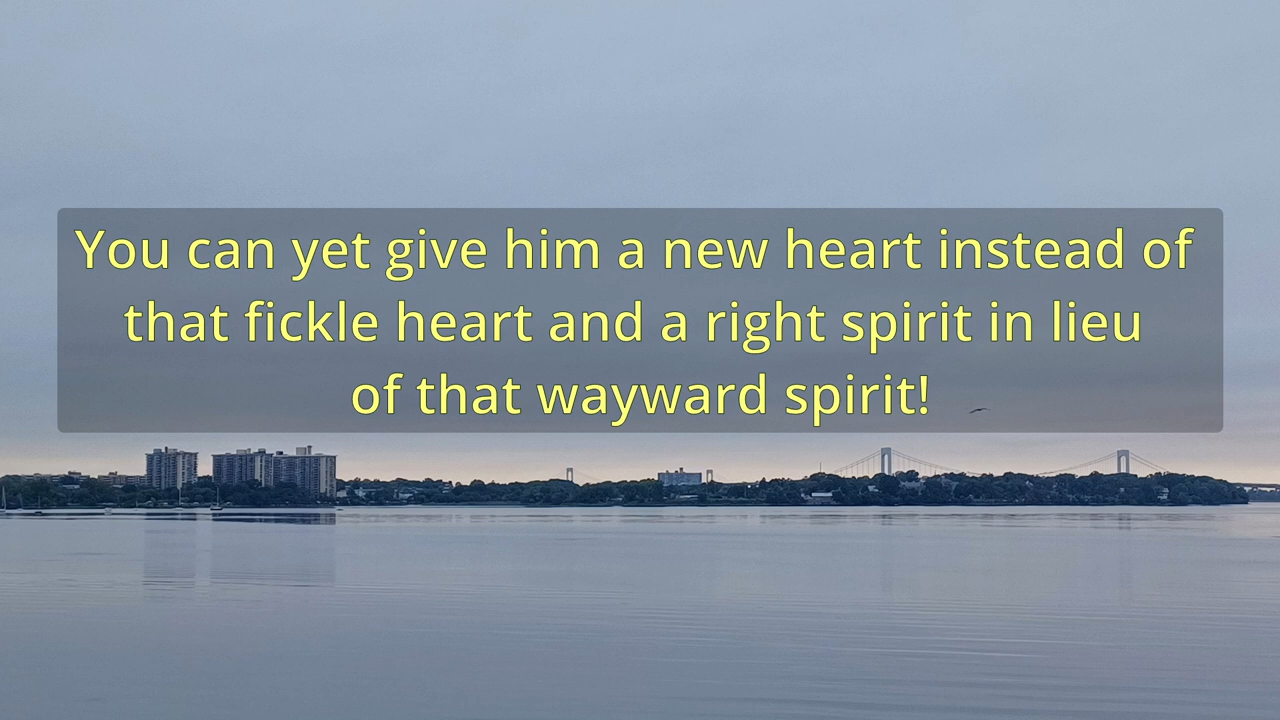 You can yet give him a new heart instead of
that fickle heart and a right spirit in lieu
of that wayward spirit!